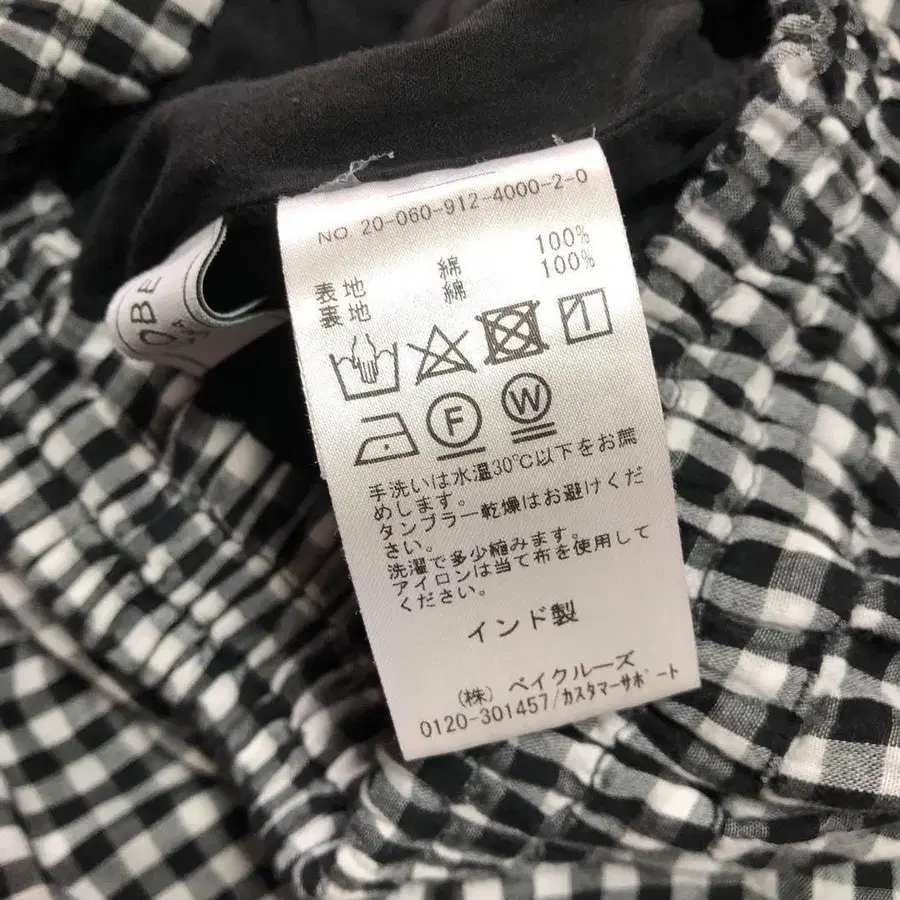 NO 20-060-912-4000-2-0
表地 綿 100%
裏地 綿 100%
F W
手洗いは水温30℃以下をお薦
めします。
タンブラー乾燥はお避けくだ
さい。
洗濯で多少縮みます。
アイロンは当て布を使用して
ください。
インド製
(株) ベイクルーズ
0120-301457/カスタマーサポート
OBE